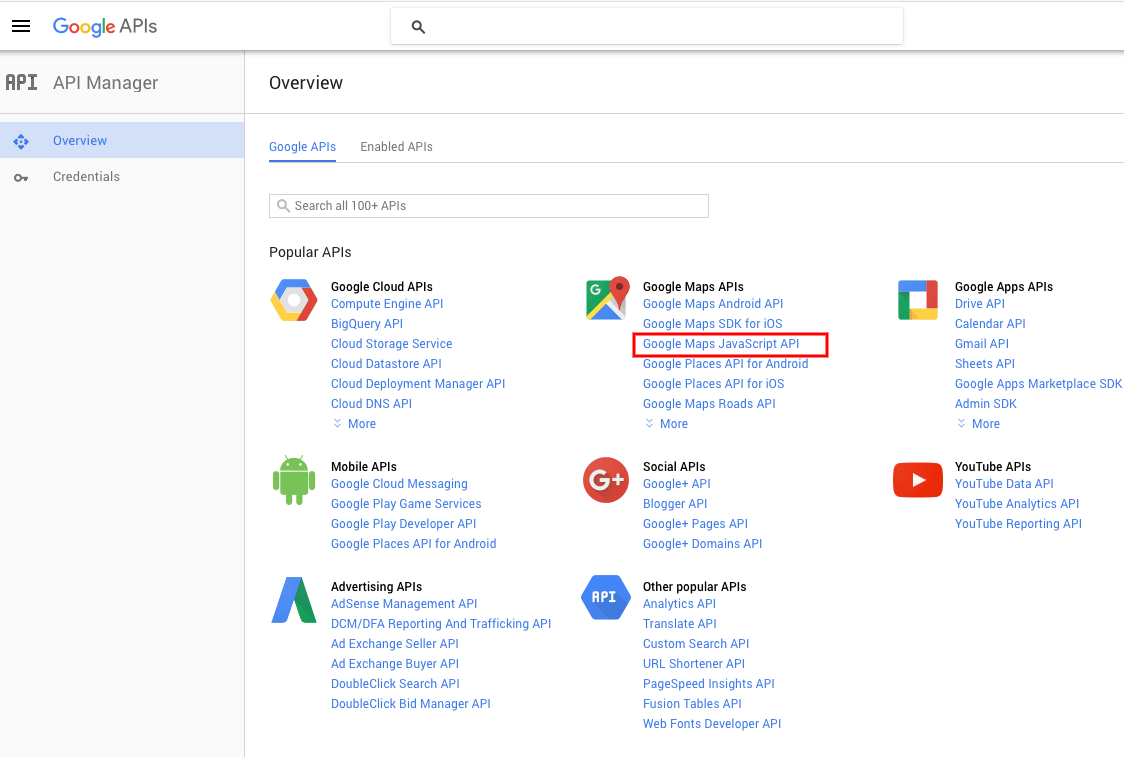 Google APIs
API API Manager
Overview
Credentials
Overview
Google APIs Enabled APIs
Search all 100+ APIs
Popular APIs
Google Cloud APIs
Compute Engine API
BigQuery API
Cloud Storage Service
Cloud Datastore API
Cloud Deployment Manager API
Cloud DNS API
More
G
Google Maps APIs
Google Maps Android API
Google Maps SDK for iOS
Google Maps JavaScript API
Google Places API for Android
Google Places API for iOS
Google Maps Roads API
More
Google Apps APIs
Drive API
Calendar API
Gmail API
Sheets API
Google Apps Marketplace SDK
Admin SDK
More
Mobile APIs
Google Cloud Messaging
Google Play Game Services
Google Play Developer API
Google Places API for Android
G+
Social APIs
Google+ API
Blogger API
Google+ Pages API
Google+ Domains API
YouTube APIs
YouTube Data API
YouTube Analytics API
YouTube Reporting API
Advertising APIs
AdSense Management API
DCM/DFA Reporting And Trafficking API
Ad Exchange Seller API
Ad Exchange Buyer API
DoubleClick Search API
DoubleClick Bid Manager API
API
Other popular APIs
Analytics API
Translate API
Custom Search API
URL Shortener API
PageSpeed Insights API
Fusion Tables API
Web Fonts Developer API